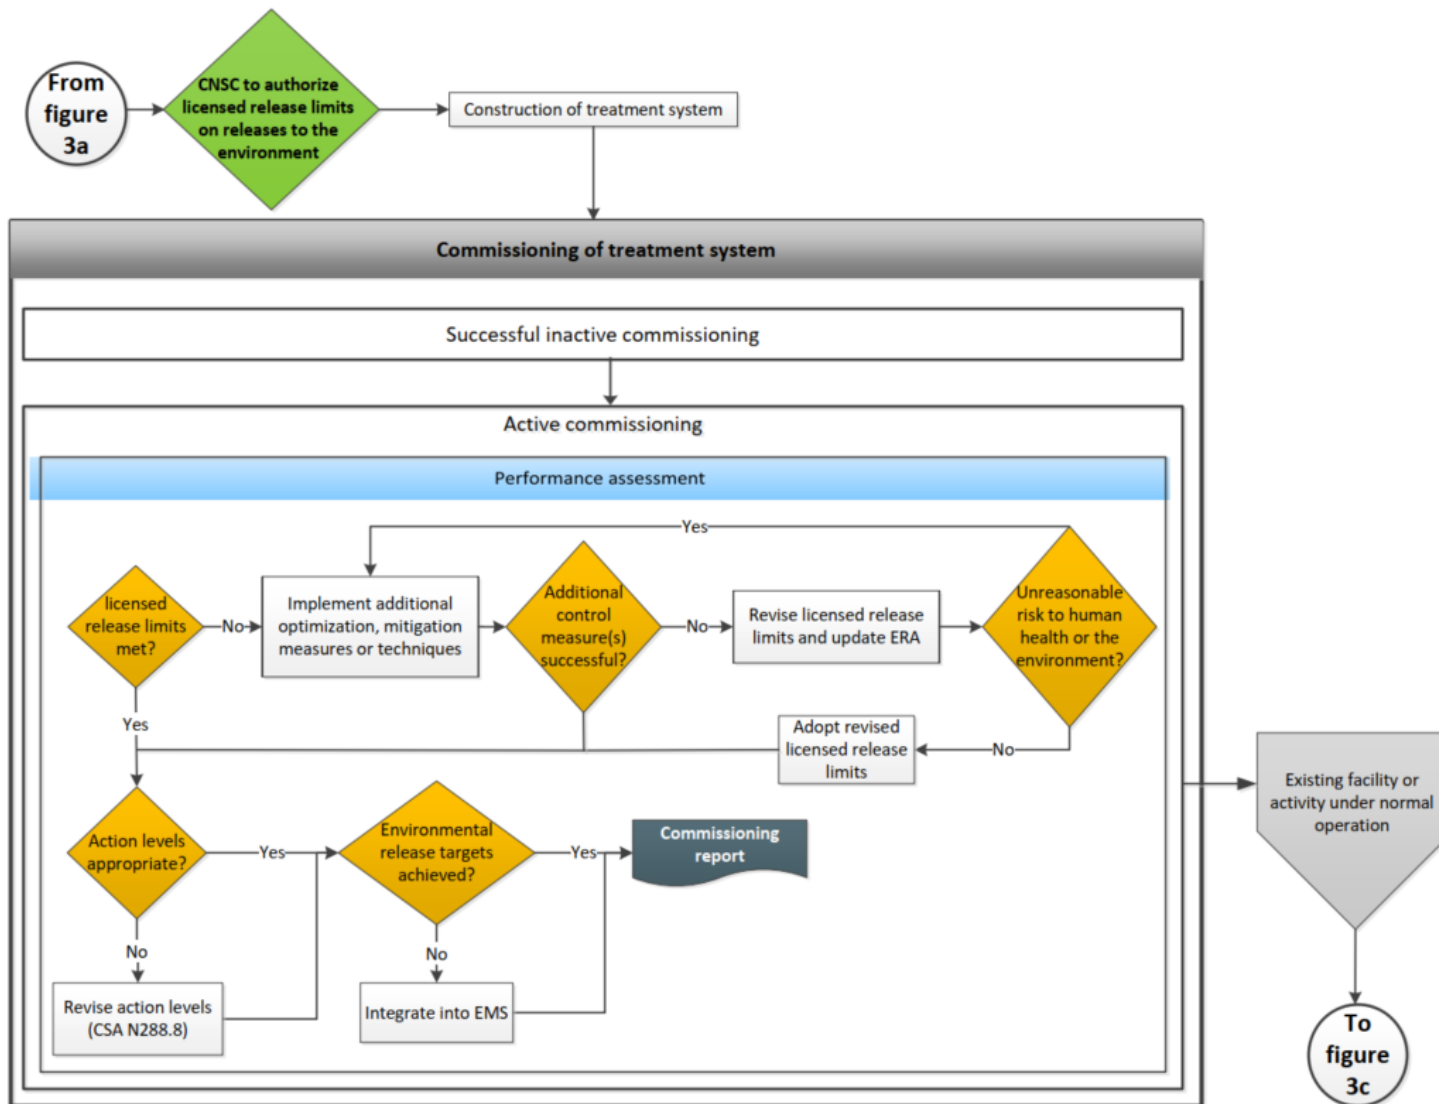 From
figure
3a
CNSC to authorize
licensed release limits
on releases to the
environment
Construction of treatment system
Commissioning of treatment system
Successful inactive commissioning
Active commissioning
Performance assessment
Yes
licensed
release limits
met?
No
Implement additional
optimization, mitigation
measures or techniques
Additional
control
measure(s)
successful?
No
Revise licensed release
limits and update ERA
Unreasonable
risk to human
health or the
environment?
Yes
Adopt revised
licensed release
limits
No
Existing facility or
activity under normal
operation
Action levels
appropriate?
Yes
Environmental
release targets
achieved?
Yes
Commissioning
report
No
No
Revise action levels
(CSA N288.8)
Integrate into EMS
To
figure
3c